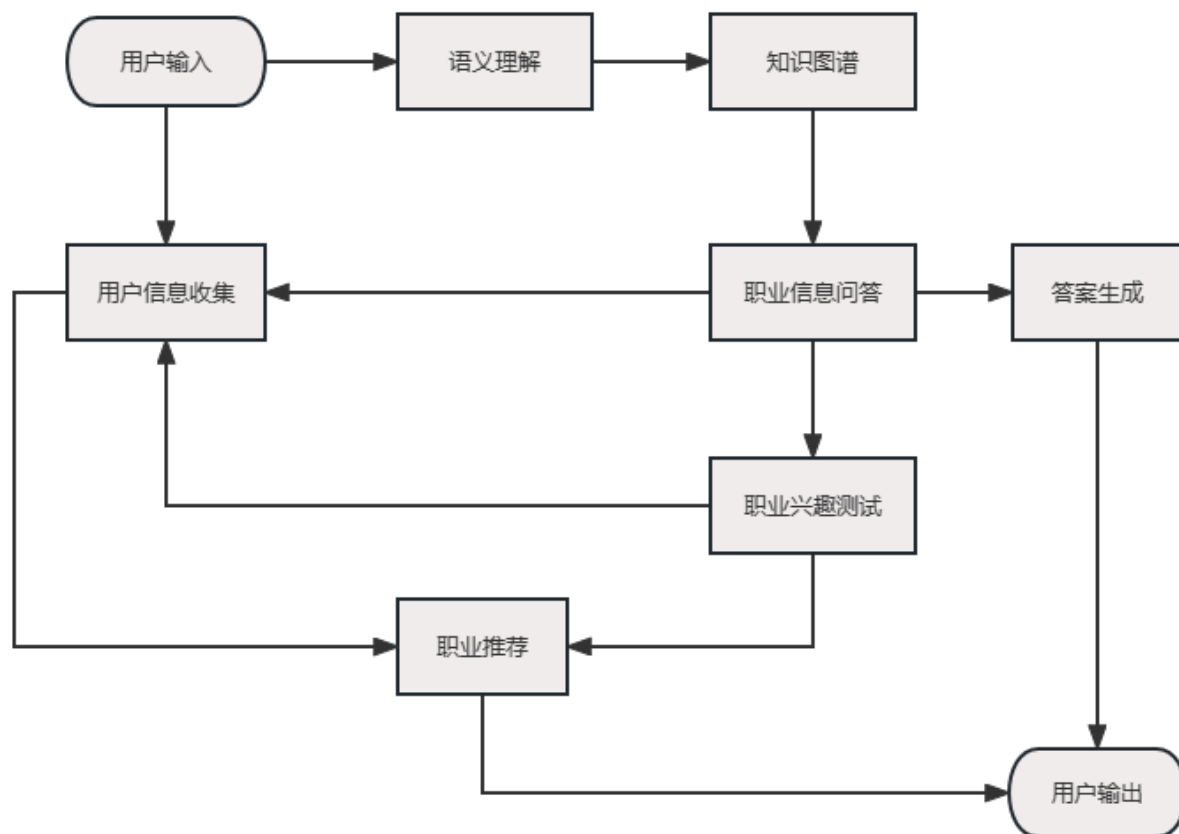 用户输入
语义理解
知识图谱
用户信息收集
职业信息问答
答案生成
职业兴趣测试
职业推荐
用户输出